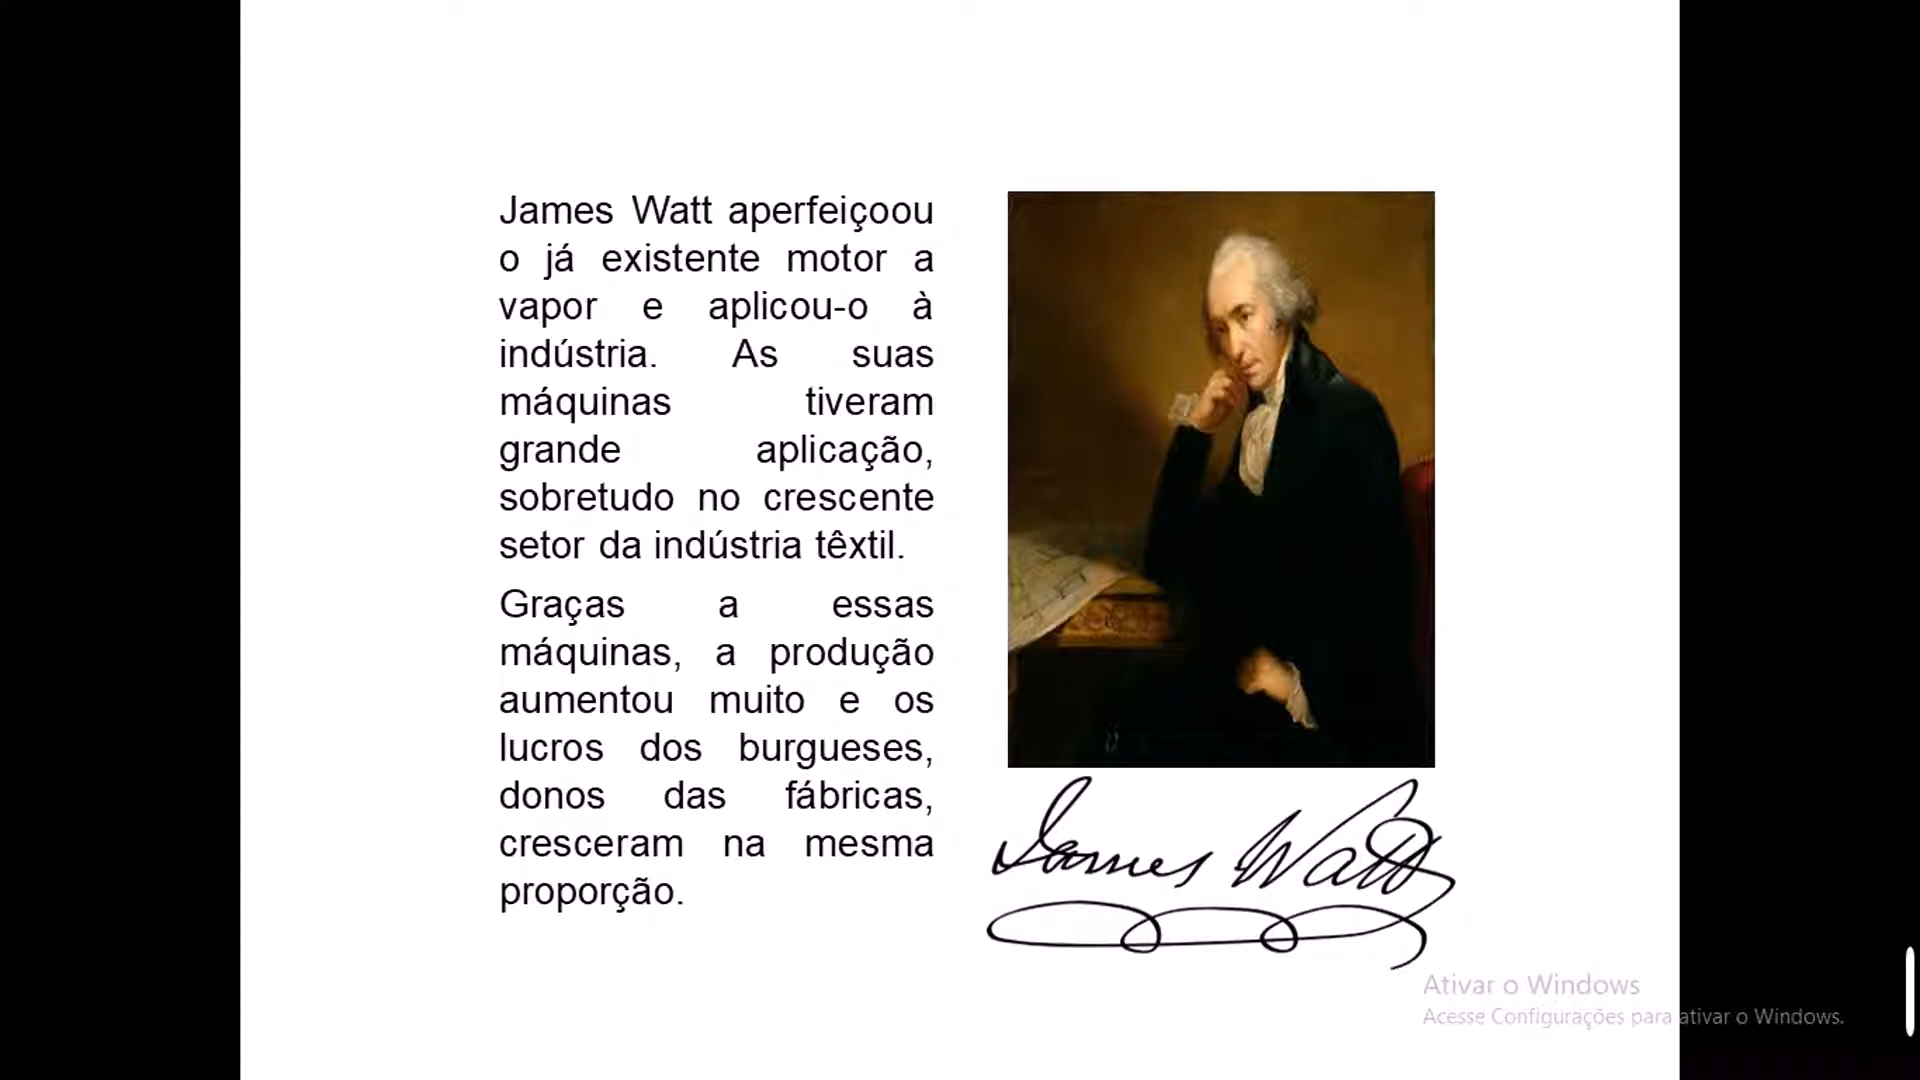 James Watt aperfeiçoou
o já existente motor a
vapor e aplicou-o à
indústria. As suas
máquinas tiveram
grande aplicação,
sobretudo no crescente
setor da indústria têxtil.
Graças a essas
máquinas, a produção
aumentou muito e os
lucros dos burgueses,
donos das fábricas,
cresceram na mesma
proporção.
James Watt
Ativar o Windows
Acesse Configurações para ativar o Windows.